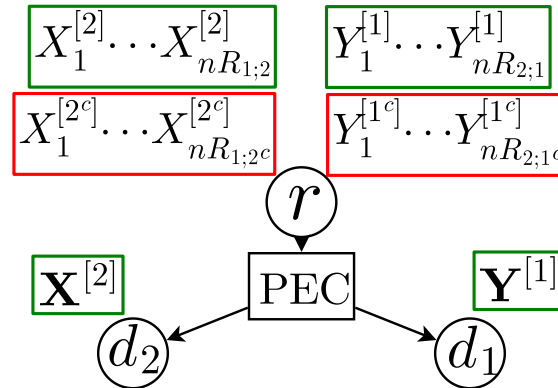 X_1^{[2]} ⋯ X_{nR_{1;2}}^{[2]} Y_1^{[1]} ⋯ Y_{nR_{2;1}}^{[1]}
X_1^{[2^c]} ⋯ X_{nR_{1;2^c}}^{[2^c]} Y_1^{[1^c]} ⋯ Y_{nR_{2;1^c}}^{[1^c]}
r
𝐗^{[2]} PEC 𝐘^{[1]}
d_2 d_1